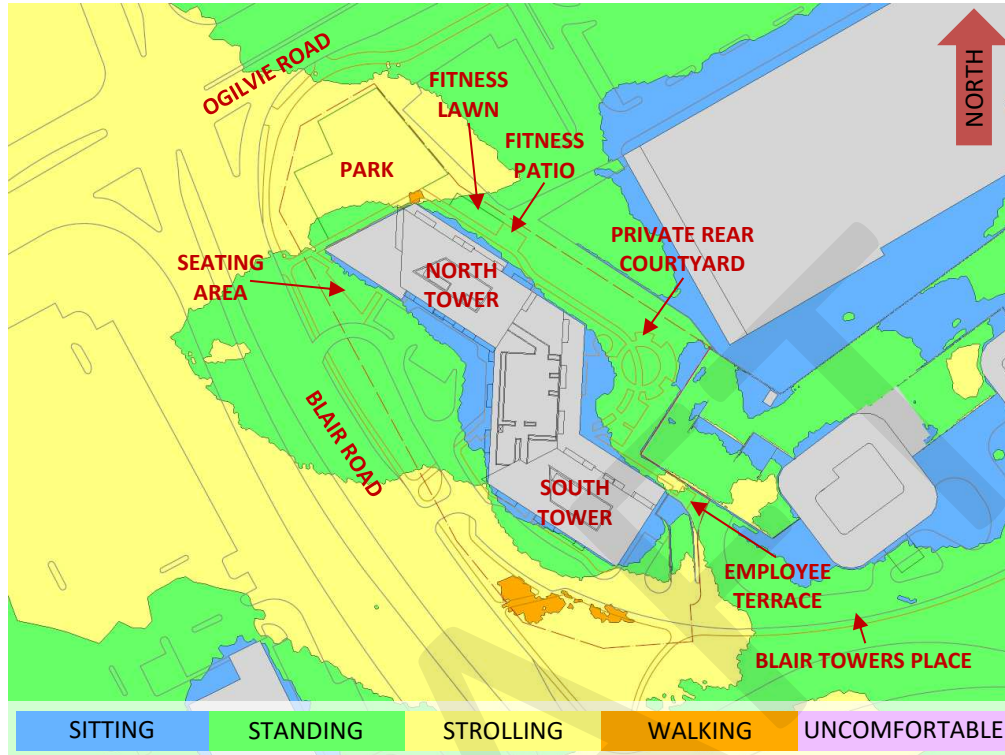 OGILVIE ROAD
FITNESS
LAWN
NORTH
FITNESS
PATIO
PARK
PRIVATE REAR
COURTYARD
SEATING
AREA
NORTH
TOWER
BLAIR ROAD
SOUTH
TOWER
EMPLOYEE
TERRACE
BLAIR TOWERS PLACE
SITTING
STANDING
STROLLING
WALKING
UNCOMFORTABLE